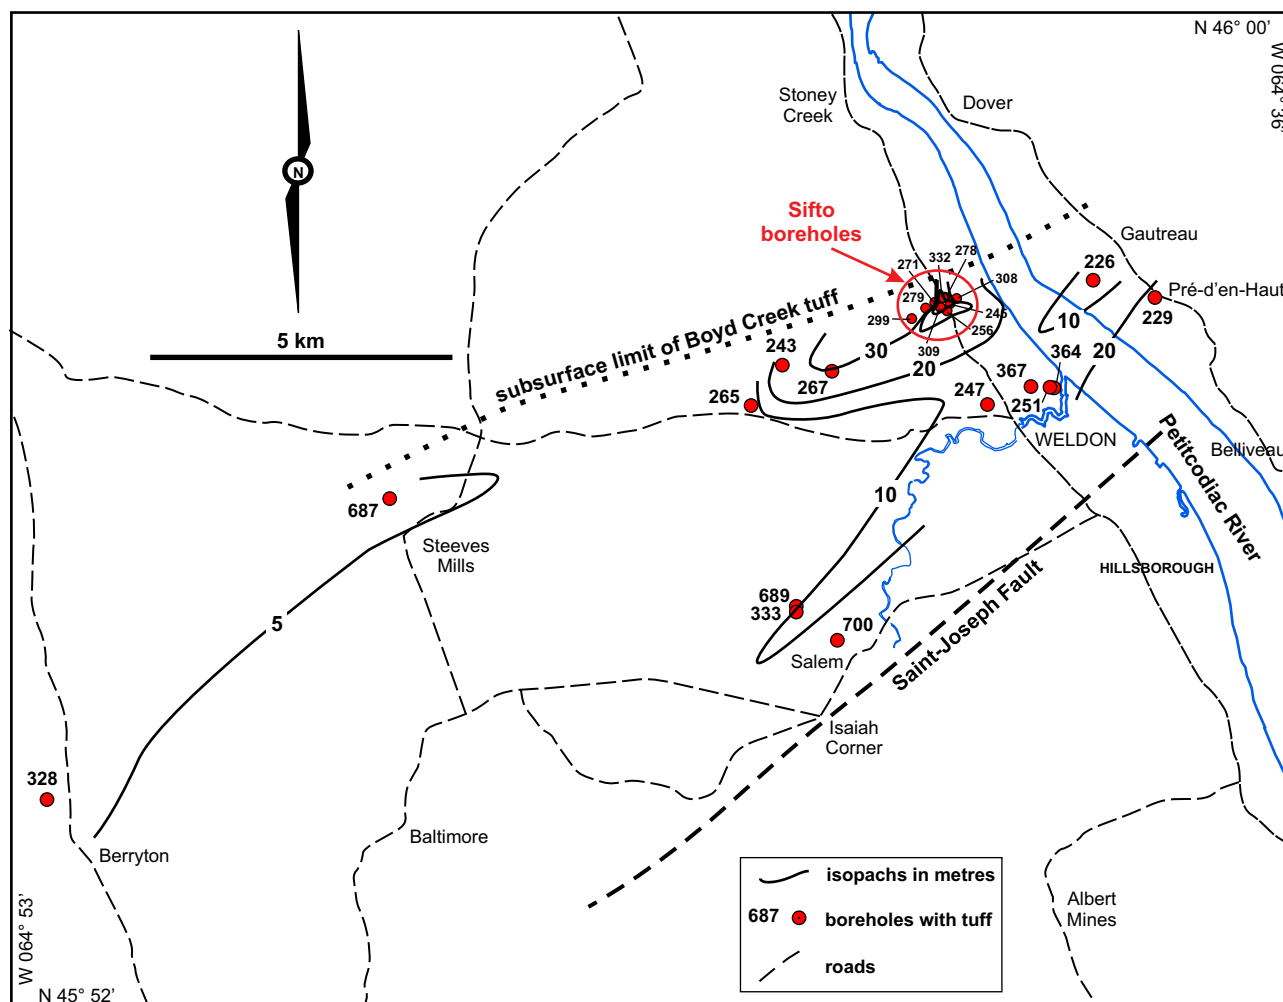 N 46° 00’
W 064° 36’
Stoney
Creek
Dover
N
Sifto
boreholes
Gautreau
278
332
271
226
308
Pré-d’en-Haut
279
245
229
10
299
256
5 km
subsurface limit of Boyd Creek tuff
243
309
30
20
20
364
267
367
265
247
251
WELDON
Petitcodiac River
Belliveau
687
10
Steeves
Mills
HILLSBOROUGH
689
333
5
700
Saint-Joseph Fault
Salem
Isaiah
Corner
328
Baltimore
Berryton
isopachs in metres
687
boreholes with tuff
roads
Albert
Mines
W 064° 53’
N 45° 52’